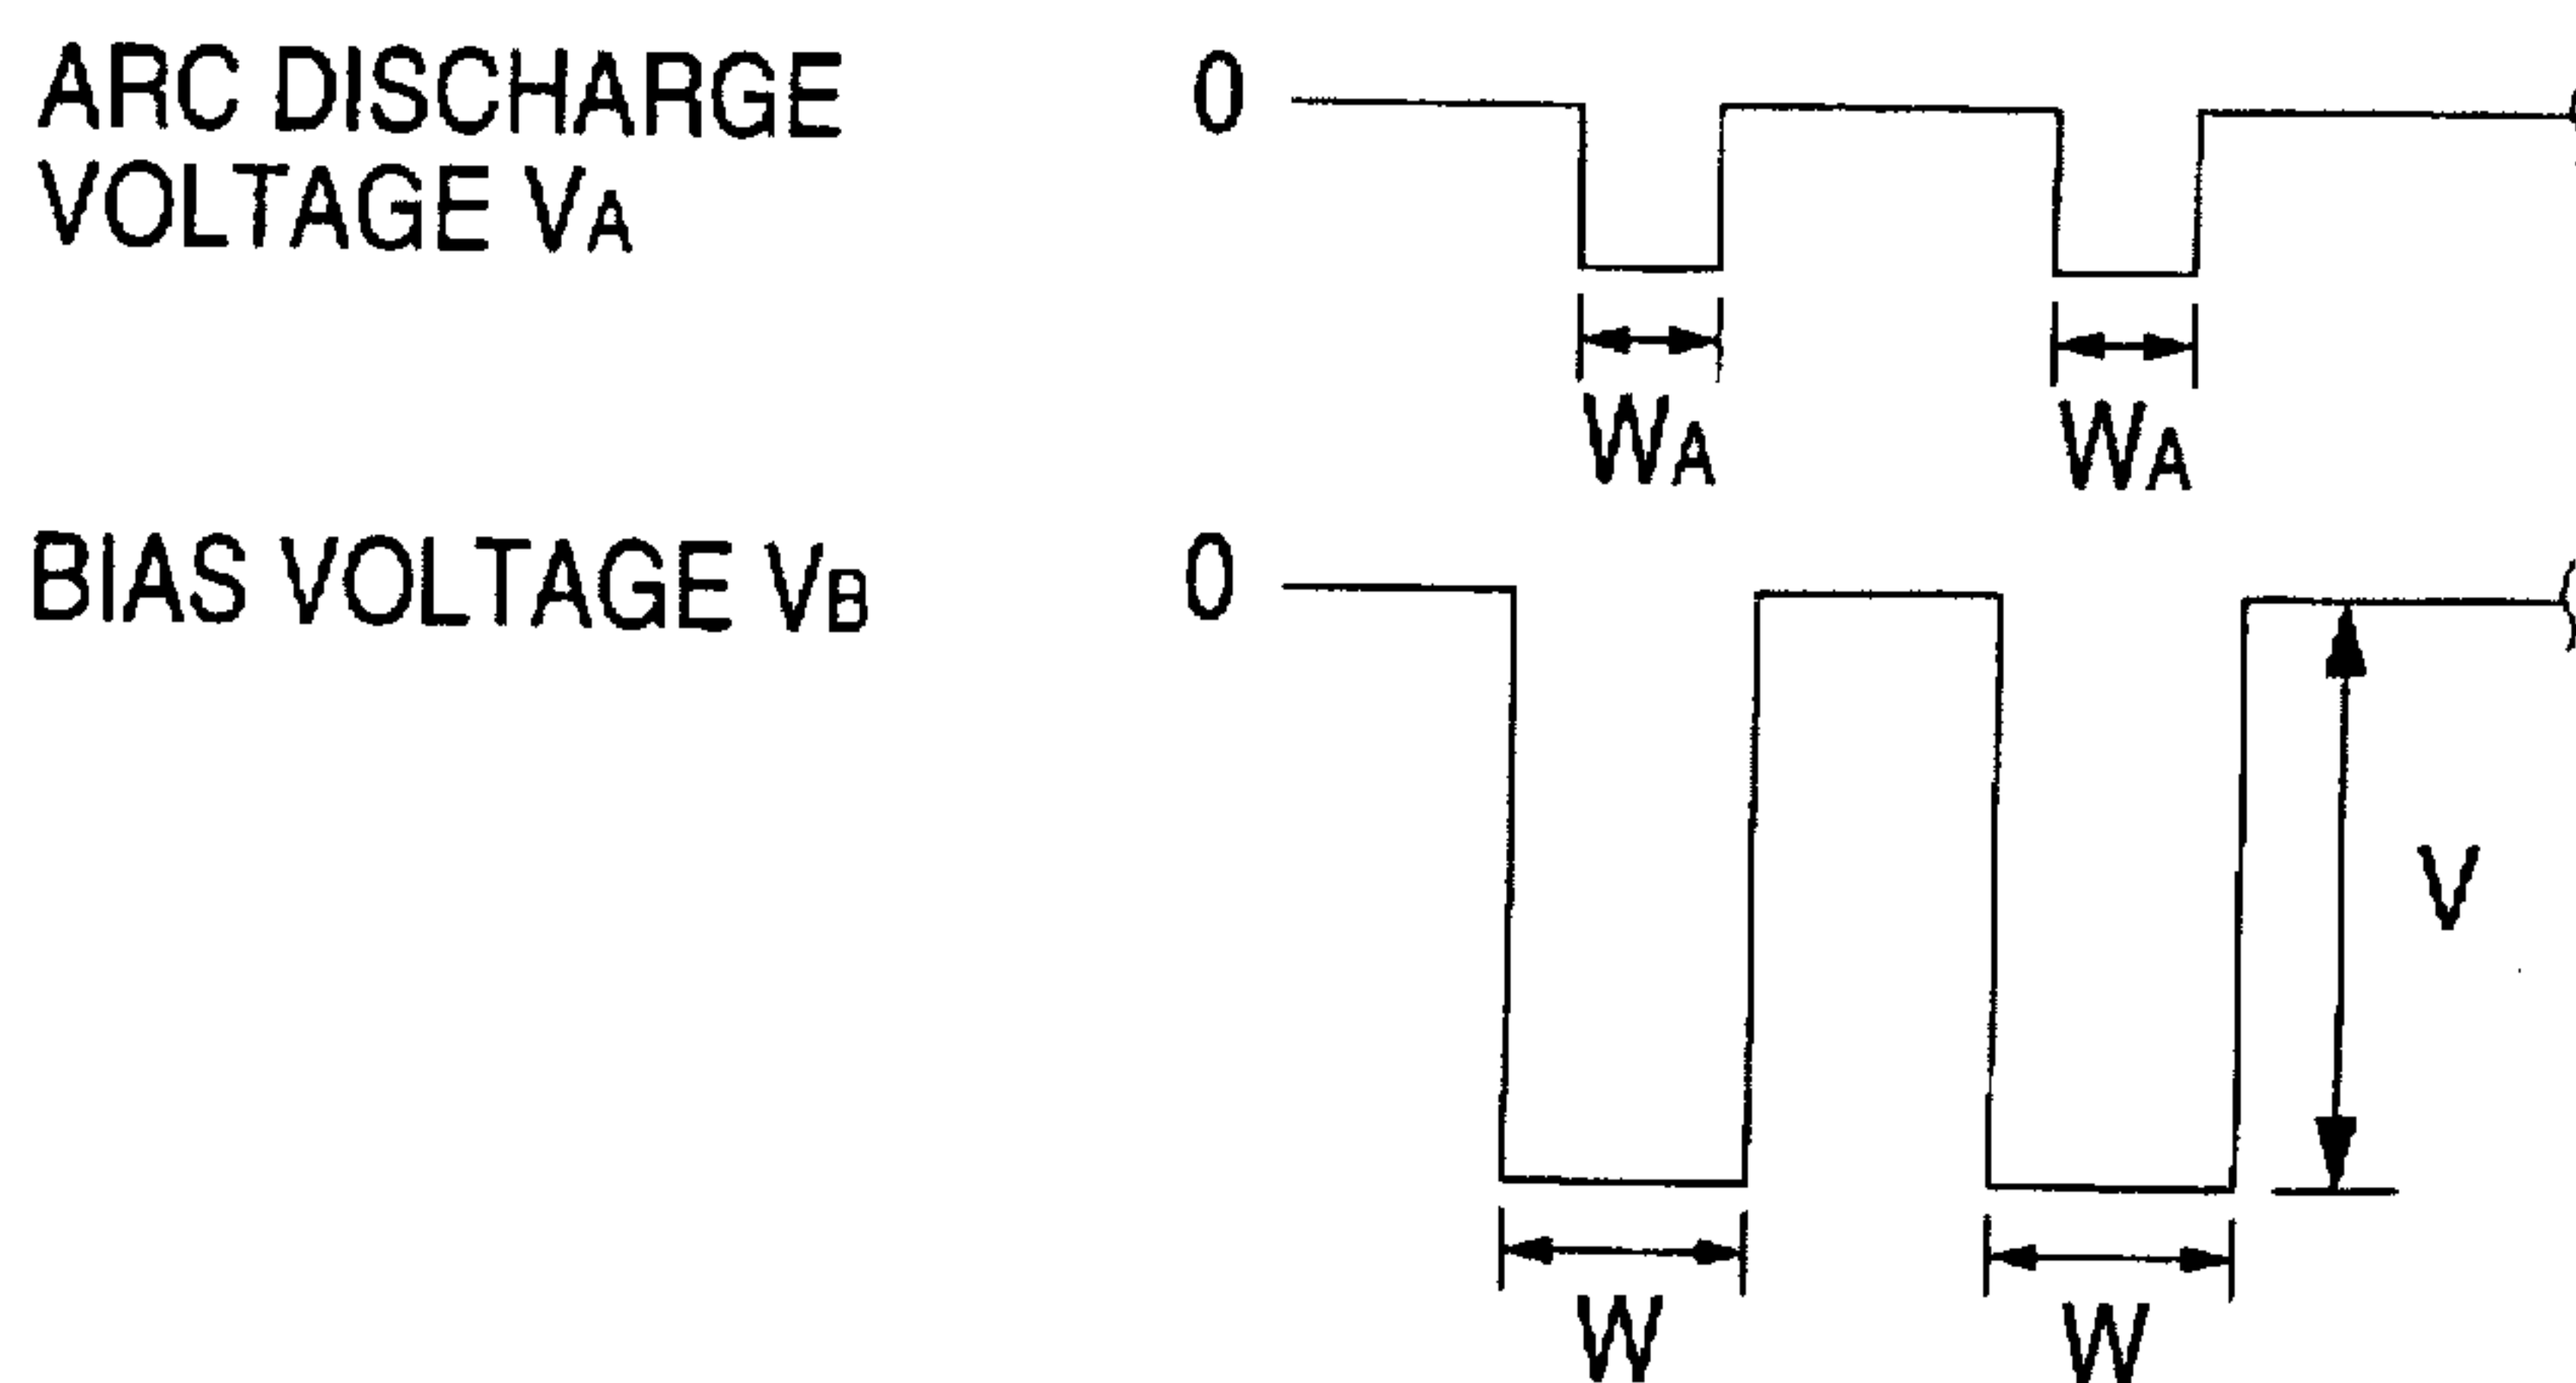 ARC DISCHARGE 0
VOLTAGE VA
WA WA
BIAS VOLTAGE VB 0
V
W W